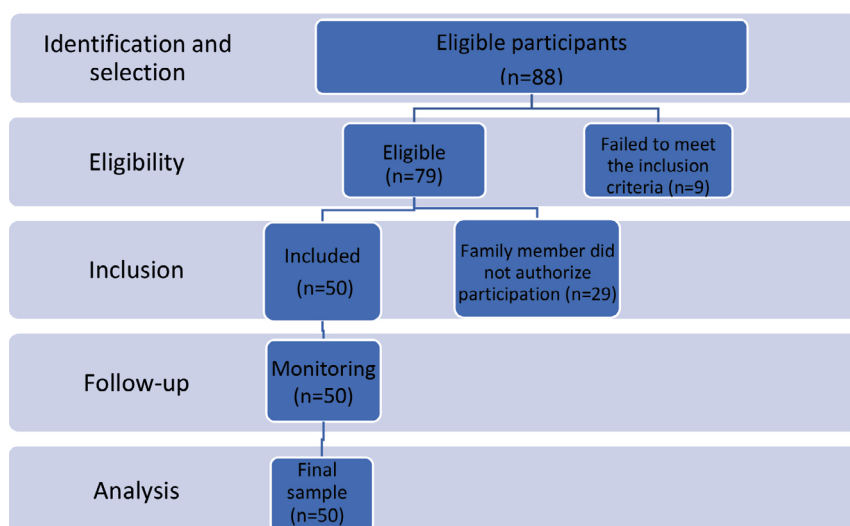 Identification and
selection
Eligible participants
(n=88)
Eligibility
Eligible
(n=79)
Failed to meet
the inclusion
criteria (n=9)
Inclusion
Included
(n=50)
Family member did
not authorize
participation (n=29)
Follow-up
Monitoring
(n=50)
Analysis
Final
sample
(n=50)